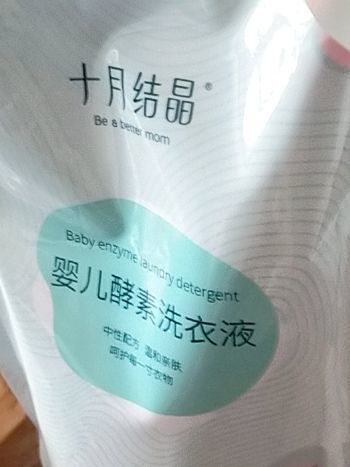 十月结晶®
Be a better mom
Baby enzyme laundry detergent
婴儿酵素洗衣液
中性配方 温和亲肤
呵护每一寸衣物